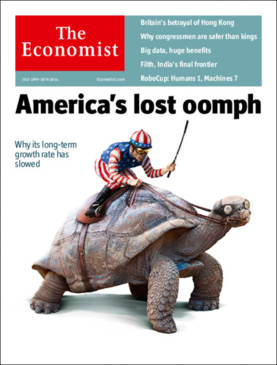 The
Economist
JULY 19TH–25TH 2014
Economist.com
Britain's betrayal of Hong Kong
Why congressmen are safer than kings
Big data, huge benefits
Filth, India's final frontier
RoboCup: Humans 1, Machines 7
America's lost oomph
Why its long-term
growth rate has
slowed